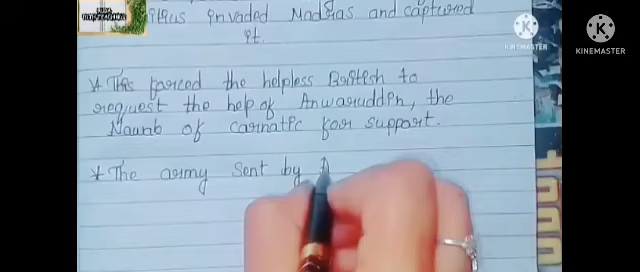 invaded Madras and captured
it.
* This forced the helpless British to
request the help of Anwaruddin, the
Nawab of carnatic for support.
* The army sent by
KINEMASTER
KINEMASTER